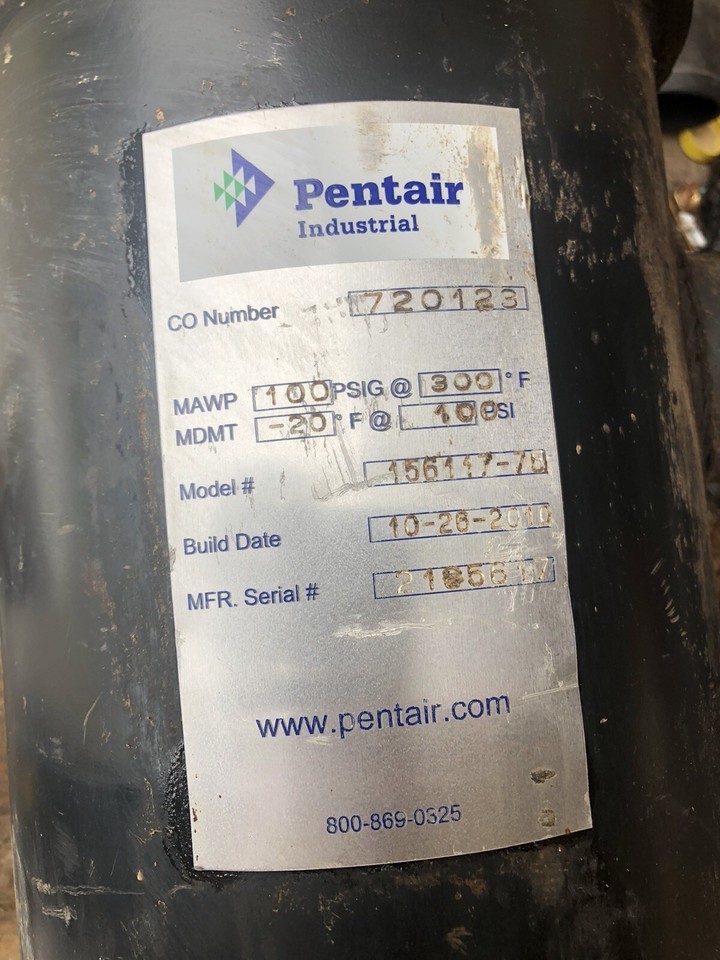 Pentair
Industrial
CO Number 720123
MAWP 100 PSIG @ 300 ° F
MDMT -20 ° F @ 100 PSI
Model #
Build Date 10-26-2010
MFR. Serial #
www.pentair.com
800-869-0325